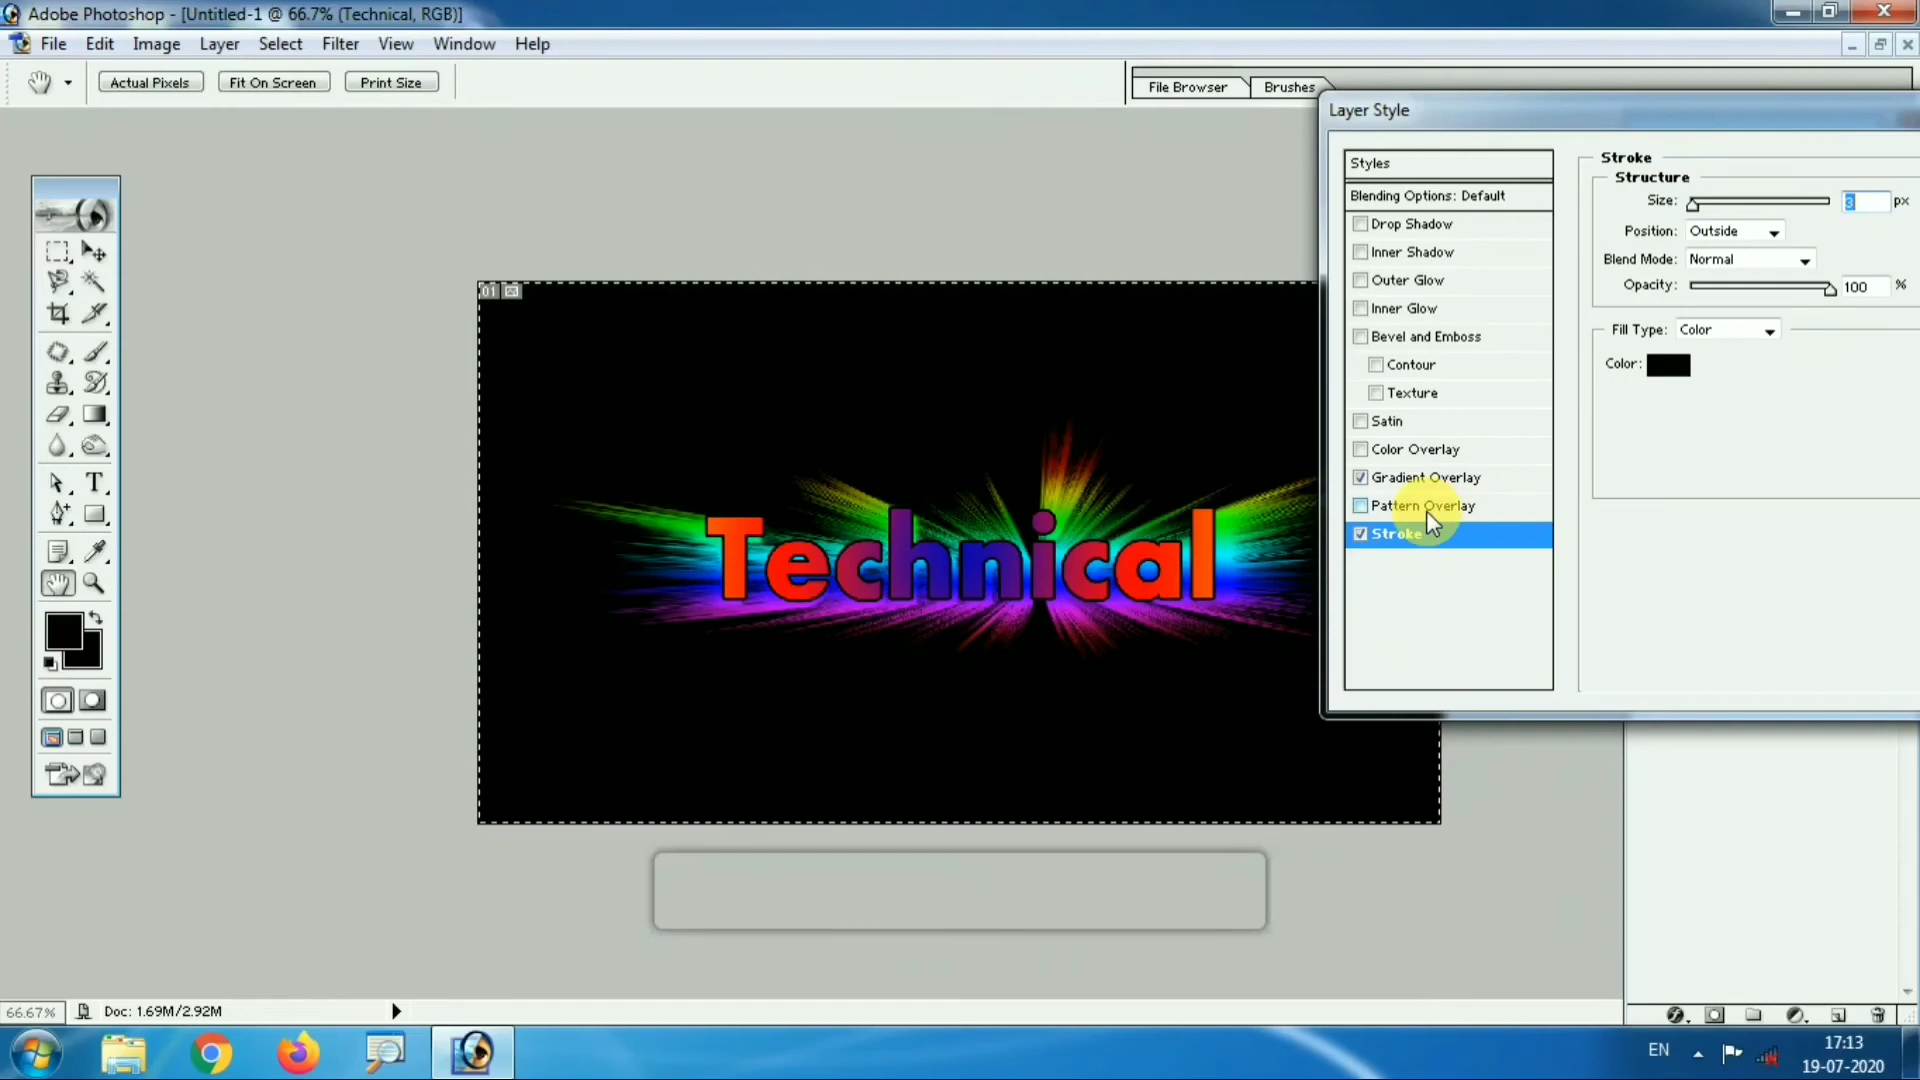 Adobe Photoshop - [Untitled-1 @ 66.7% (Technical, RGB)]
File Edit Image Layer Select Filter View Window Help
Actual Pixels Fit On Screen Print Size
File Browser Brushes
Layer Style
Styles
Blending Options: Default
Drop Shadow
Inner Shadow
Outer Glow
Inner Glow
Bevel and Emboss
Contour
Texture
Satin
Color Overlay
Gradient Overlay
Pattern Overlay
Stroke
Stroke
Structure
Size: 3 px
Position: Outside
Blend Mode: Normal
Opacity: 100 %
Fill Type: Color
Color:
01
Technical
T
66.67% Doc: 1.69M/2.92M
EN
17:13
19-07-2020